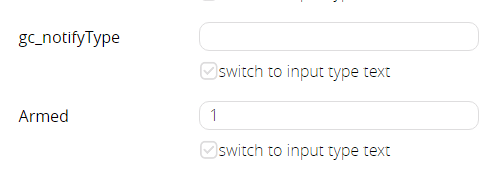 gc_notifyType
switch to input type text
Armed
1
switch to input type text